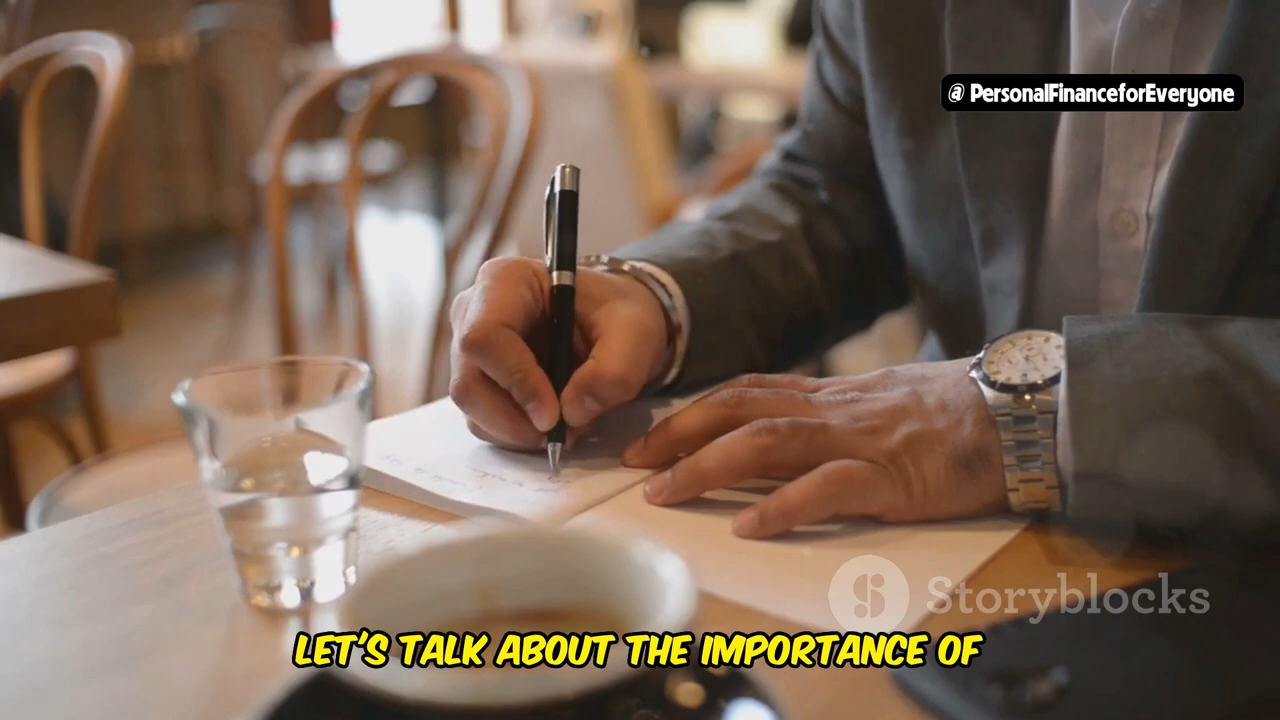 @ PersonalFinanceforEveryone
Storyblocks
LET'S TALK ABOUT THE IMPORTANCE OF